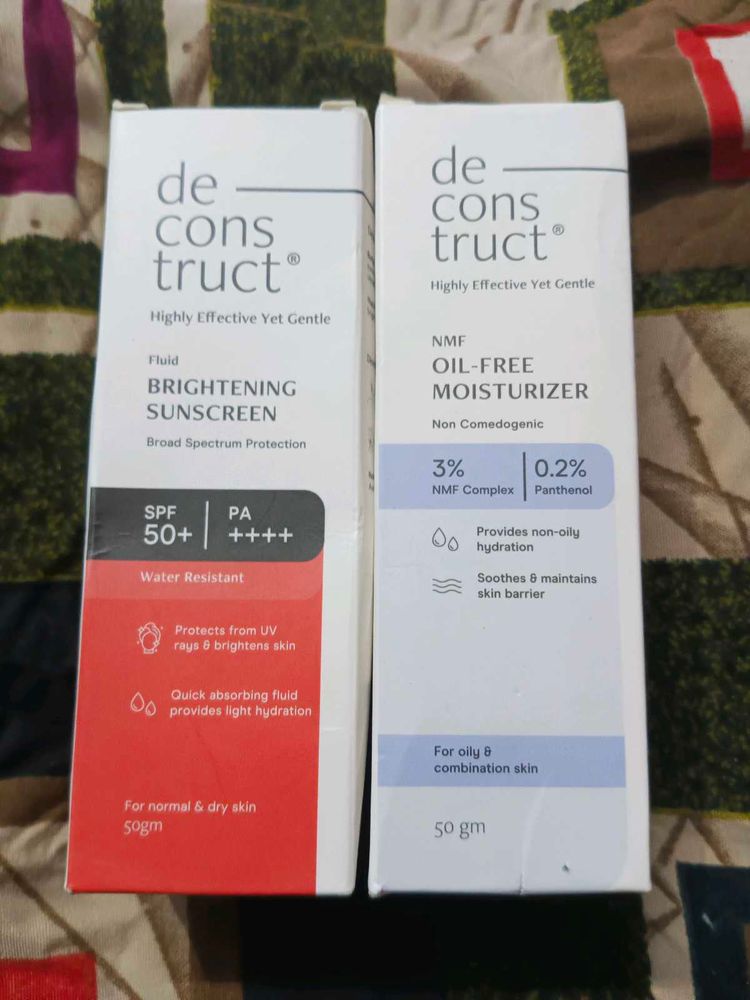 de
cons
truct®
Highly Effective Yet Gentle
Fluid
BRIGHTENING
SUNSCREEN
Broad Spectrum Protection
SPF
50+
PA
++++
Water Resistant
Protects from UV
rays & brightens skin
Quick absorbing fluid
provides light hydration
For normal & dry skin
50gm
de
cons
truct®
Highly Effective Yet Gentle
NMF
OIL-FREE
MOISTURIZER
Non Comedogenic
3%
NMF Complex
0.2%
Panthenol
Provides non-oily
hydration
Soothes & maintains
skin barrier
For oily &
combination skin
50 gm